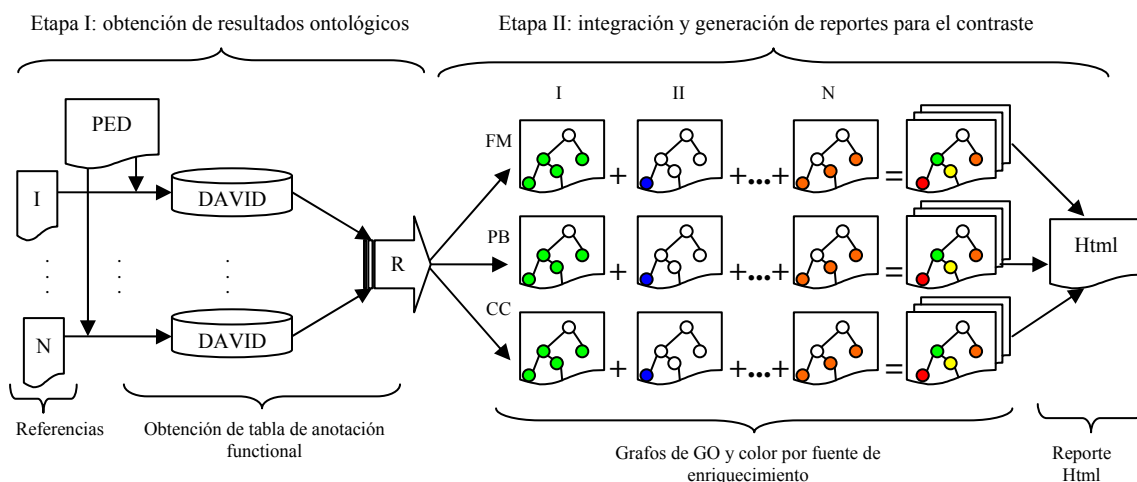 Etapa I: obtención de resultados ontológicos
Etapa II: integración y generación de reportes para el contraste
I
II
N
PED
FM
I
DAVID
+
+...+
=
PB
Html
R
+
+...+
=
CC
N
DAVID
+
+...+
=
Referencias
Obtención de tabla de anotación
functional
Grafos de GO y color por fuente de
enriquecimiento
Reporte
Html